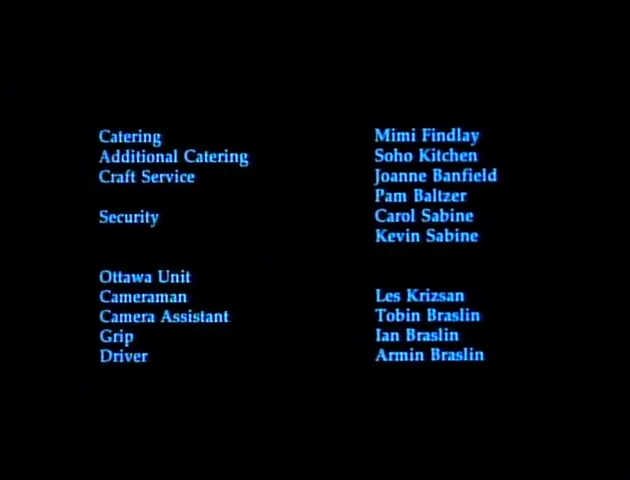 Catering Mimi Findlay
Additional Catering Soho Kitchen
Craft Service Joanne Banfield
Pam Baltzer
Security Carol Sabine
Kevin Sabine
Ottawa Unit
Cameraman Les Krizsan
Camera Assistant Tobin Braslin
Grip Ian Braslin
Driver Armin Braslin